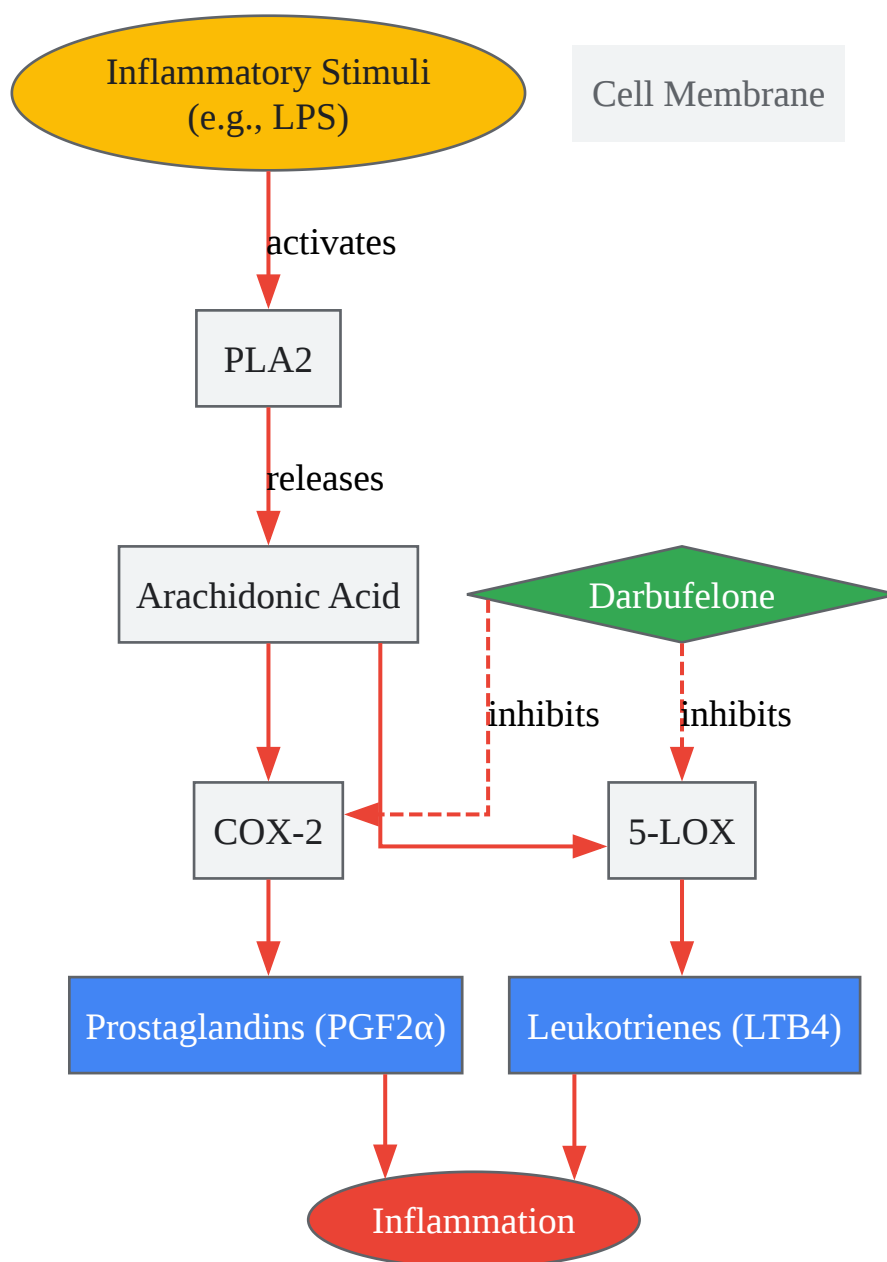 Inflammatory Stimuli
(e.g., LPS)
Cell Membrane
activates
PLA2
releases
Arachidonic Acid
Darbufelone
inhibits
inhibits
COX-2
5-LOX
Prostaglandins (PGF2α)
Leukotrienes (LTB4)
Inflammation